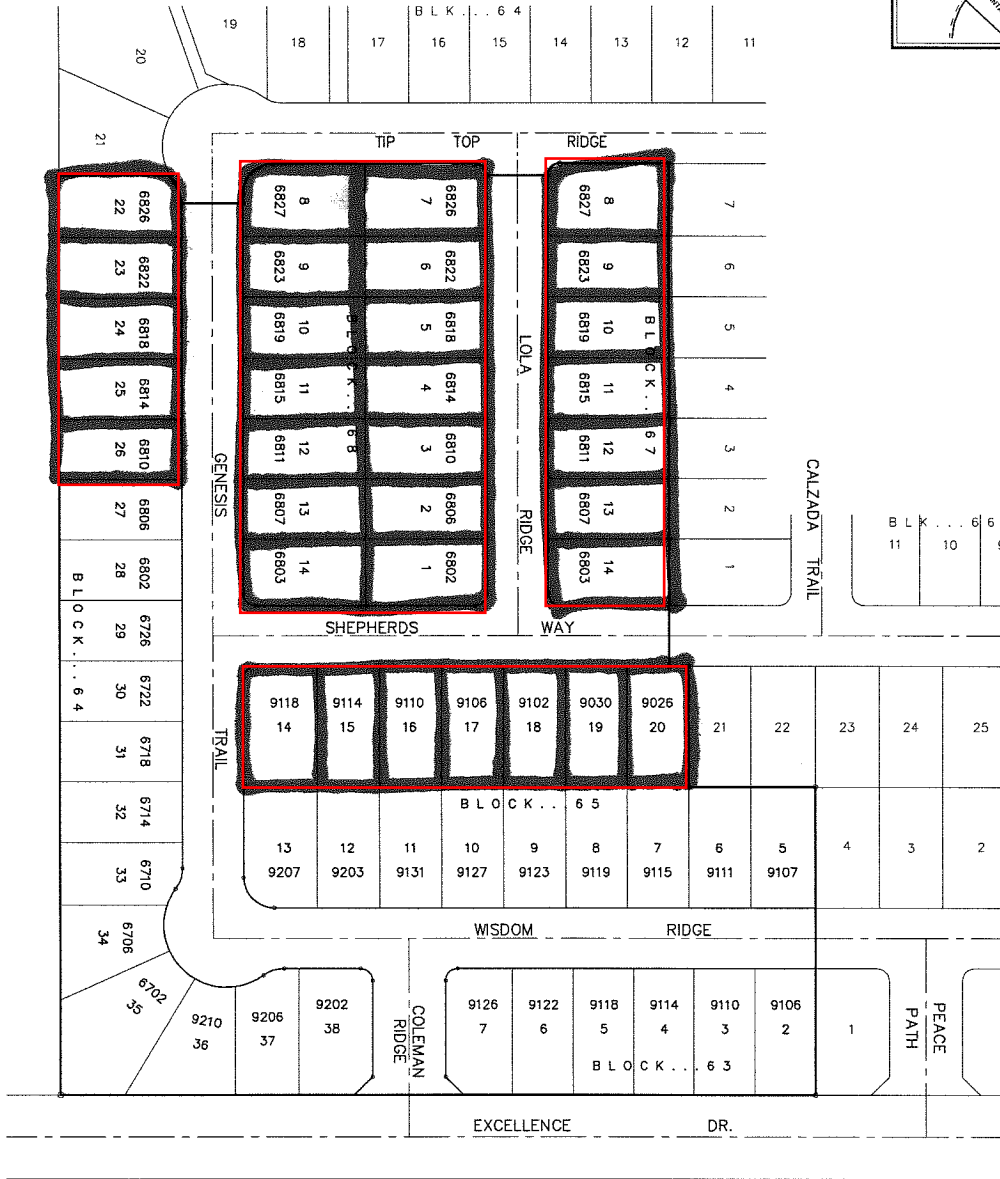 BLK...64
19
18
17
16
15
14
13
12
11
20
21
TIP TOP RIDGE
22 6826
23 6822
24 6818
25 6814
26 6810
27 6806
28 6802
29 6726
30 6722
31 6718
32 6714
33 6710
34 6706
35 6702
BLOCK...64
GENESIS TRAIL
6827 8
6823 9
6819 10
6815 11
6811 12
6807 13
6803 14
BLOCK...68
7 6826
6 6822
5 6818
4 6814
3 6810
2 6806
1 6802
LOLA RIDGE
6827 8
6823 9
6819 10
6815 11
6811 12
6807 13
6803 14
BLOCK...67
7
6
5
4
3
2
1
CALZADA TRAIL
BLK...66
11
10
SHEPHERDS WAY
9118 9114 9110 9106 9102 9030 9026
14 15 16 17 18 19 20 21 22 23 24 25
BLOCK...65
13 12 11 10 9 8 7 6 5 4 3 2
9207 9203 9131 9127 9123 9119 9115 9111 9107
WISDOM RIDGE
9210
36
9206
37
9202
38
COLEMAN RIDGE
9126 9122 9118 9114 9110 9106
7 6 5 4 3 2 1
BLOCK...63
PEACE PATH
EXCELLENCE DR.